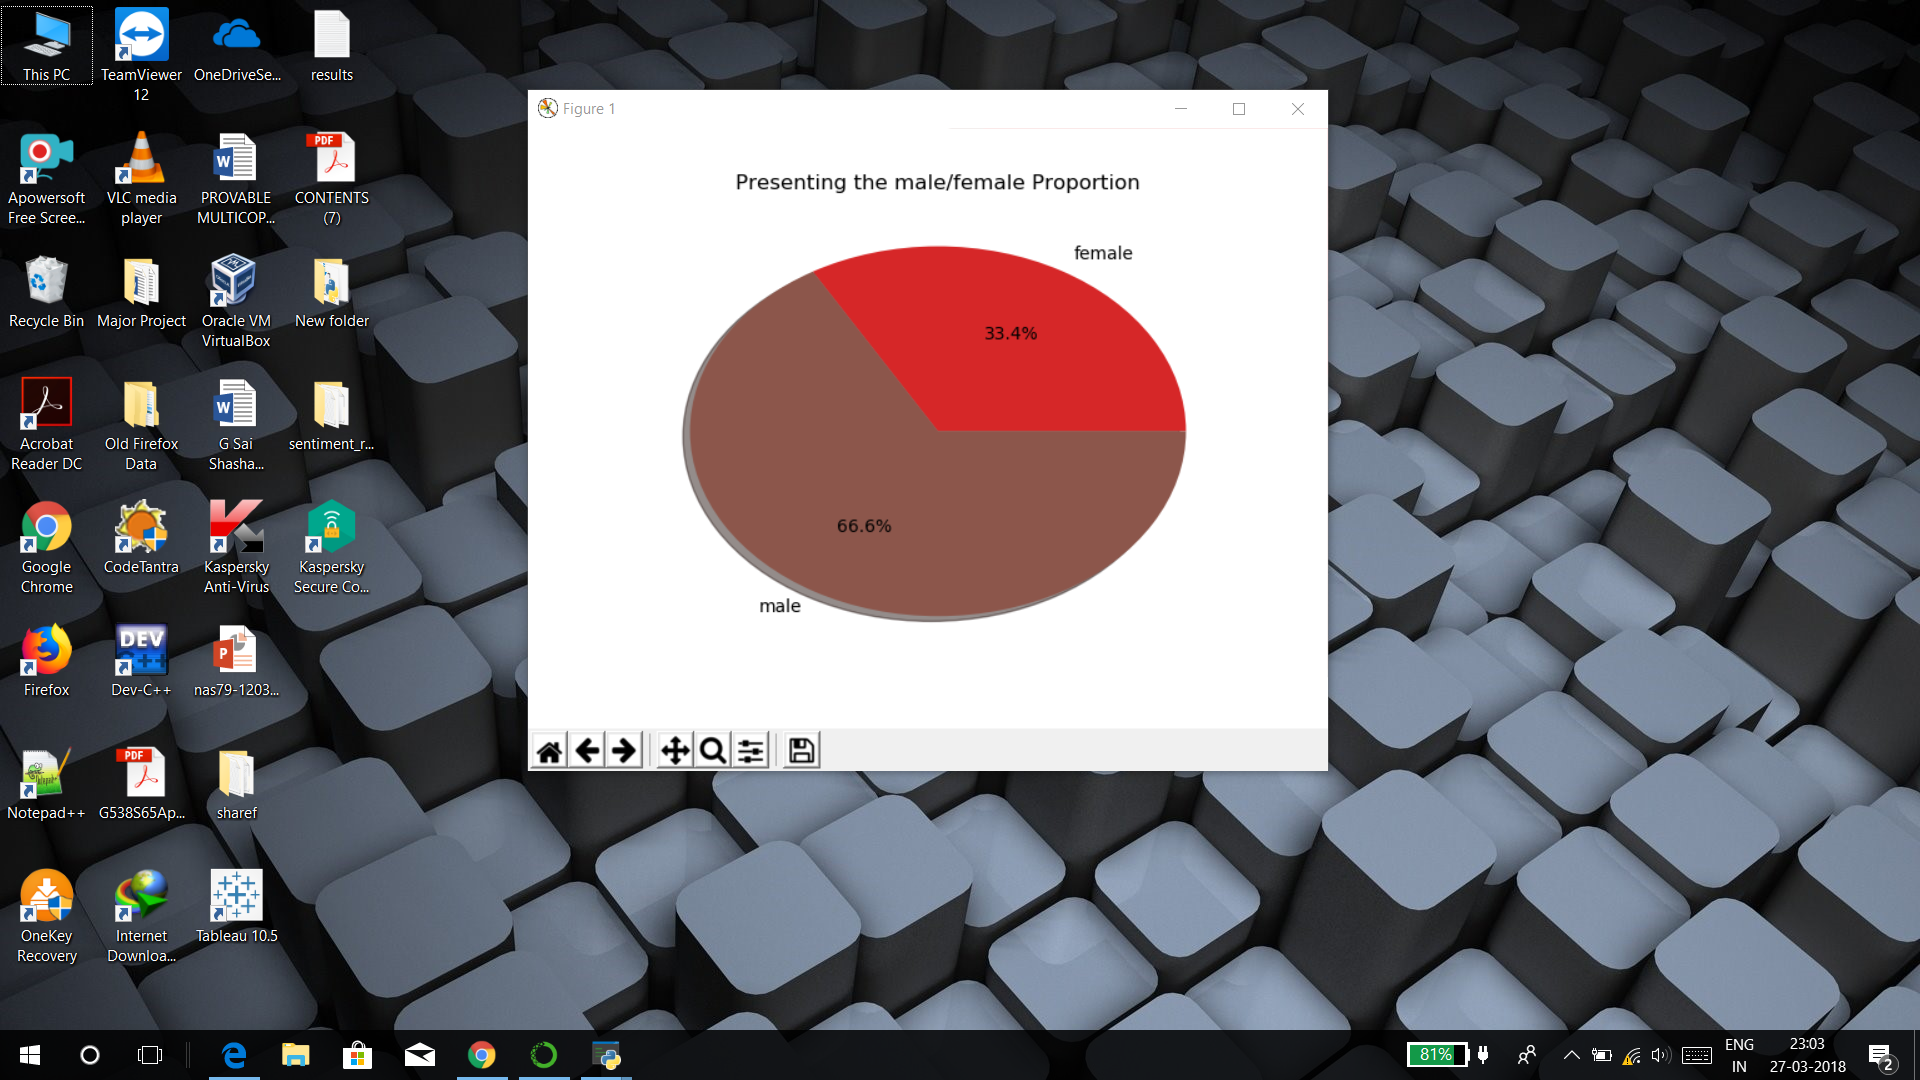 This PC
TeamViewer
12
OneDriveSe...
results
Apowersoft
Free Scree...
VLC media
player
PROVABLE
MULTICOP...
PDF
CONTENTS
(7)
Recycle Bin
Major Project
Oracle VM
VirtualBox
New folder
Acrobat
Reader DC
Old Firefox
Data
G Sai
Shasha...
sentiment_r...
Google
Chrome
CodeTantra
Kaspersky
Anti-Virus
Kaspersky
Secure Co...
Firefox
DEV
C++
Dev-C++
nas79-1203...
Notepad++
PDF
G538S65Ap...
sharef
OneKey
Recovery
Internet
Downloa...
Tableau 10.5
Figure 1
Presenting the male/female Proportion
female
33.4%
66.6%
male
81%
ENG
IN
23:03
27-03-2018
2